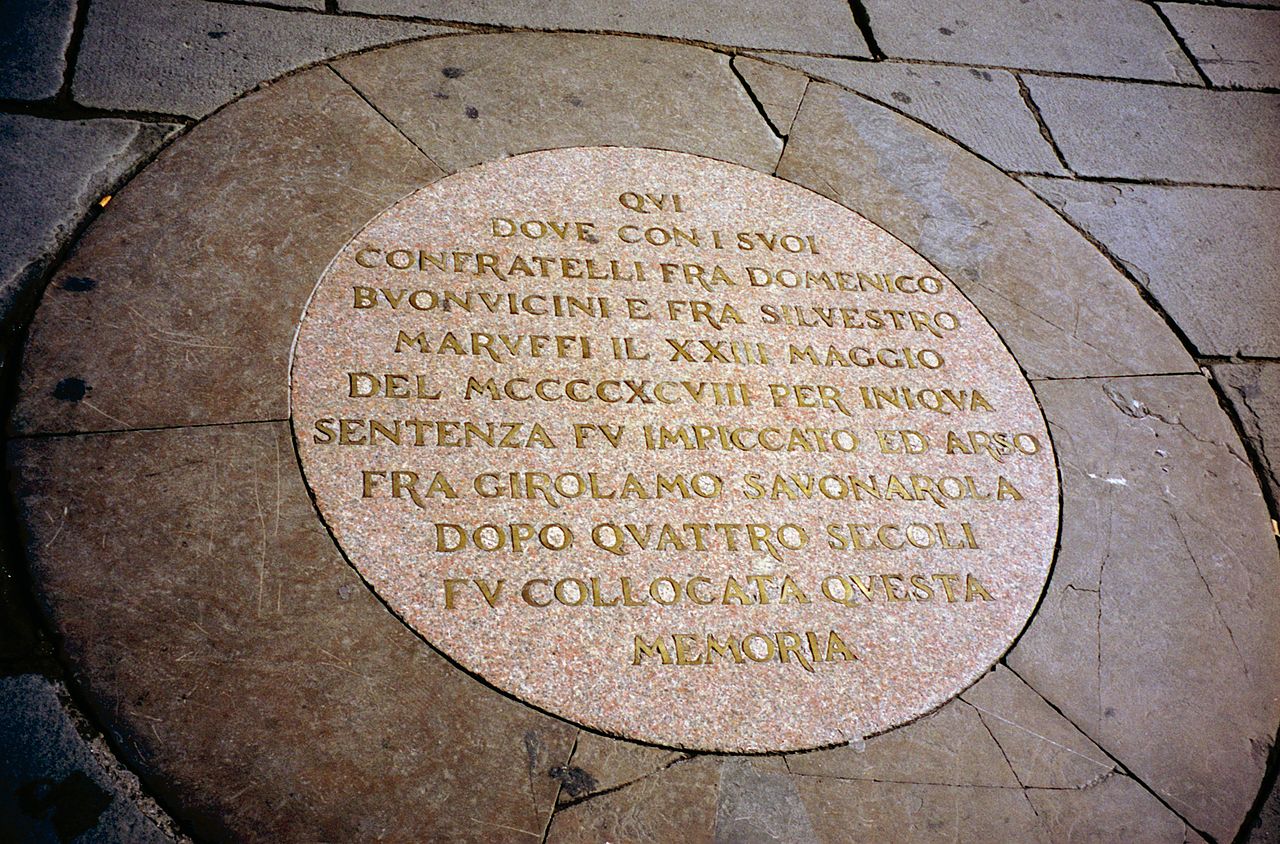 QVI
DOVE CON I SVOI
CONFRATELLI FRA DOMENICO
BVONVICINI E FRA SILVESTRO
MARVFFI IL XXIII MAGGIO
DEL MCCCCXCVIII PER INIQVA
SENTENZA FV IMPICCATO ED ARSO
FRA GIROLAMO SAVONAROLA
DOPO QVATTRO SECOLI
FV COLLOCATA QVESTA
MEMORIA